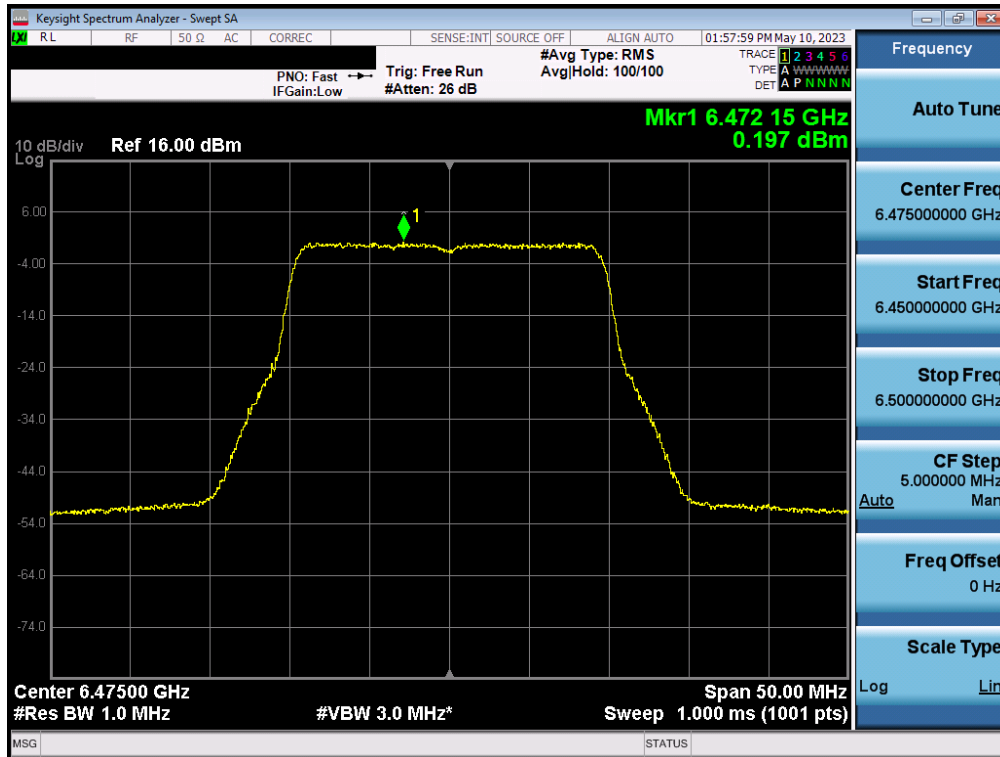 Keysight Spectrum Analyzer - Swept SA
LXI RL RF 50 Ω AC CORREC SENSE:INT SOURCE OFF ALIGN AUTO 01:57:59 PM May 10, 2023
PNO: Fast
IFGain:Low
Trig: Free Run
#Atten: 26 dB
#Avg Type: RMS
Avg|Hold: 100/100
TRACE 1 2 3 4 5 6
TYPE A WWWWW
DET A P N N N N
Mkr1 6.472 15 GHz
0.197 dBm
10 dB/div
Log
Ref 16.00 dBm
1
6.00
-4.00
-14.0
-24.0
-34.0
-44.0
-54.0
-64.0
-74.0
Center 6.47500 GHz
Span 50.00 MHz
#Res BW 1.0 MHz
#VBW 3.0 MHz*
Sweep 1.000 ms (1001 pts)
MSG
STATUS
Frequency
Auto Tune
Center Freq
6.475000000 GHz
Start Freq
6.450000000 GHz
Stop Freq
6.500000000 GHz
CF Step
5.000000 MHz
Auto Man
Freq Offset
0 Hz
Scale Type
Log Lin